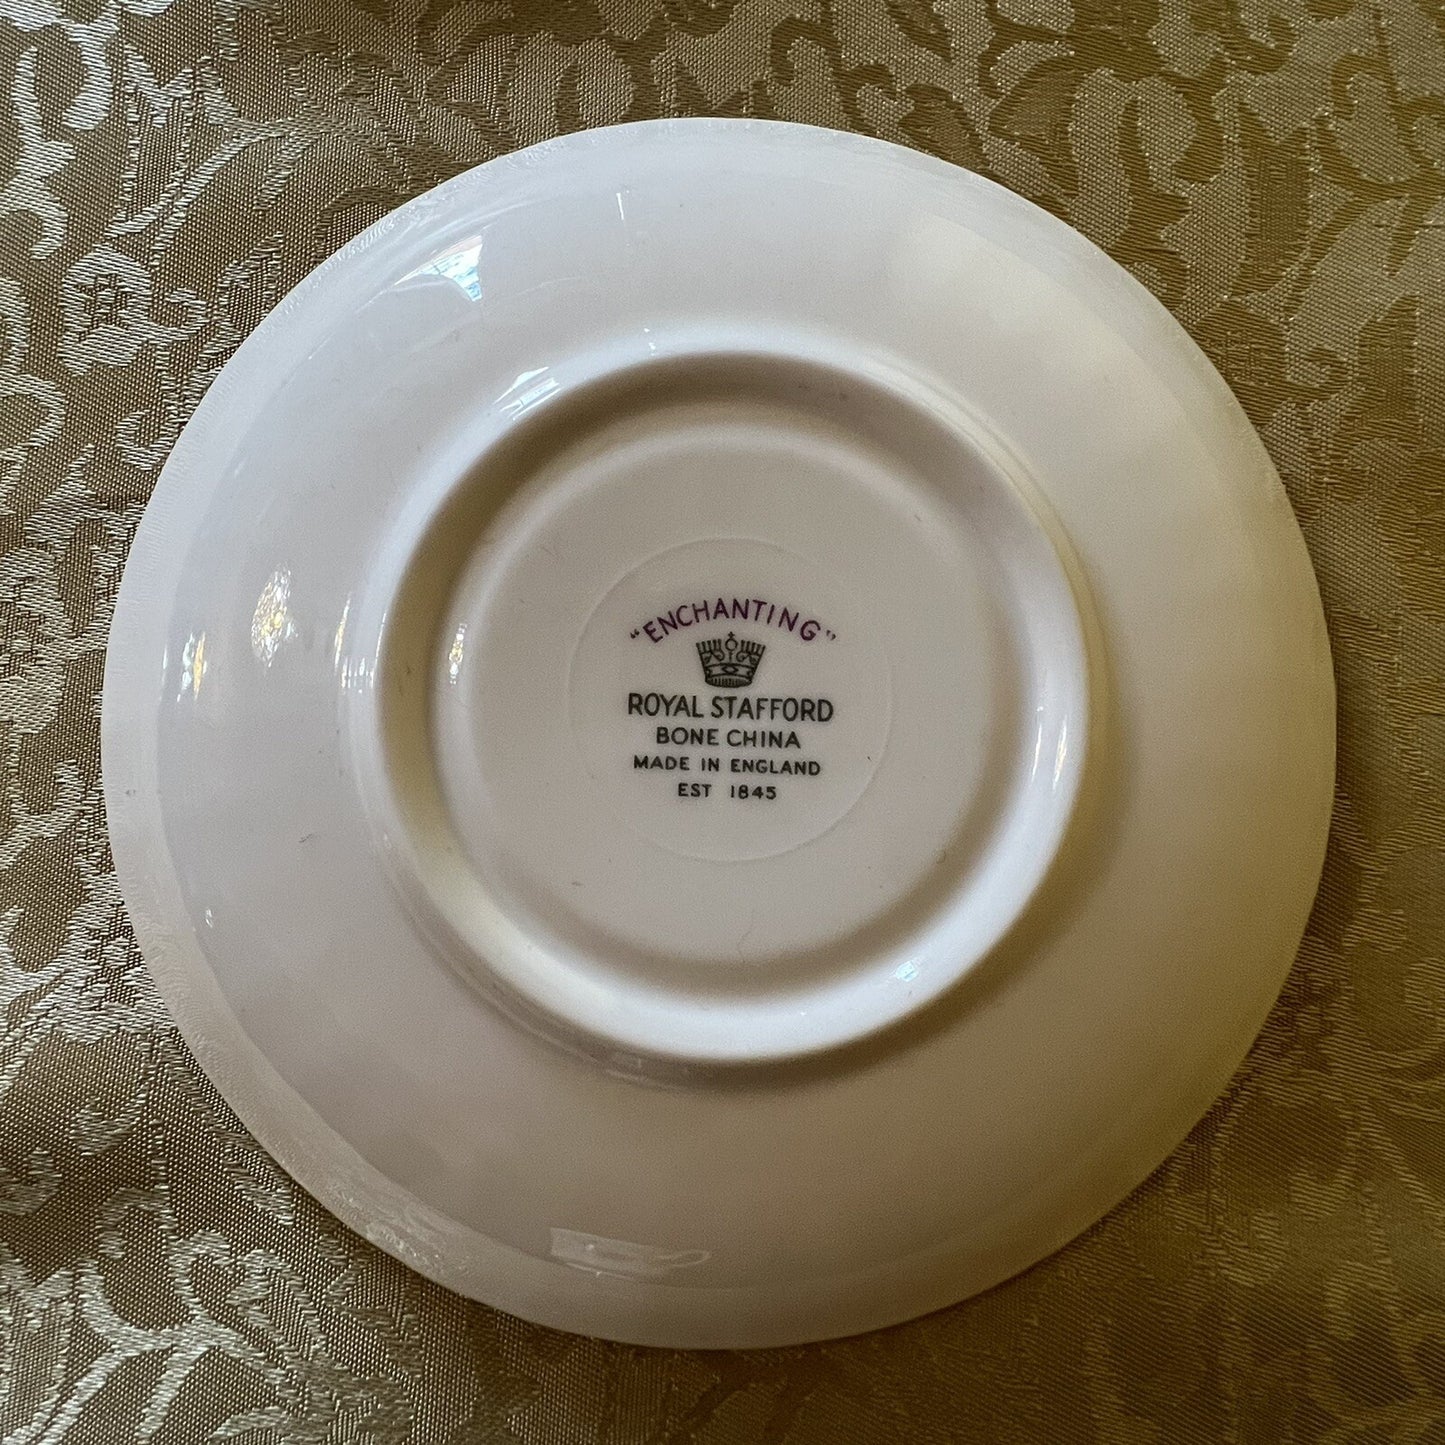 "ENCHANTING"
ROYAL STAFFORD
BONE CHINA
MADE IN ENGLAND
EST 1845